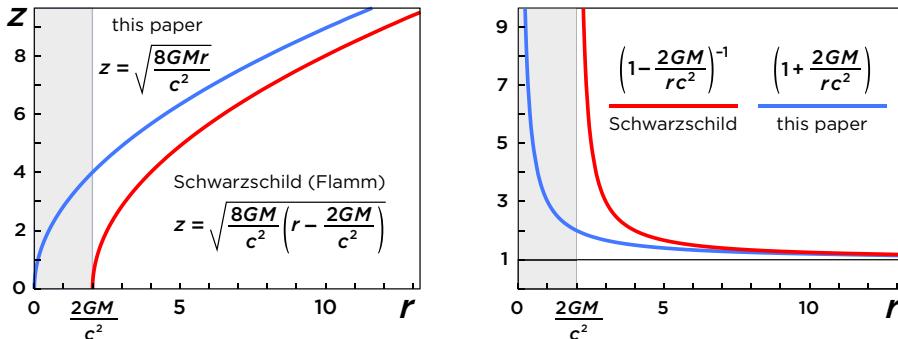 z
this paper
z = √(8GMr/c²)
Schwarzschild (Flamm)
z = √(8GM/c² (r − 2GM/c²))
8
6
4
2
0
0
2GM/c²
5
10
r
(1 − 2GM/rc²)⁻¹
(1 + 2GM/rc²)
Schwarzschild
this paper
9
7
5
3
1
0
2GM/c²
5
10
r